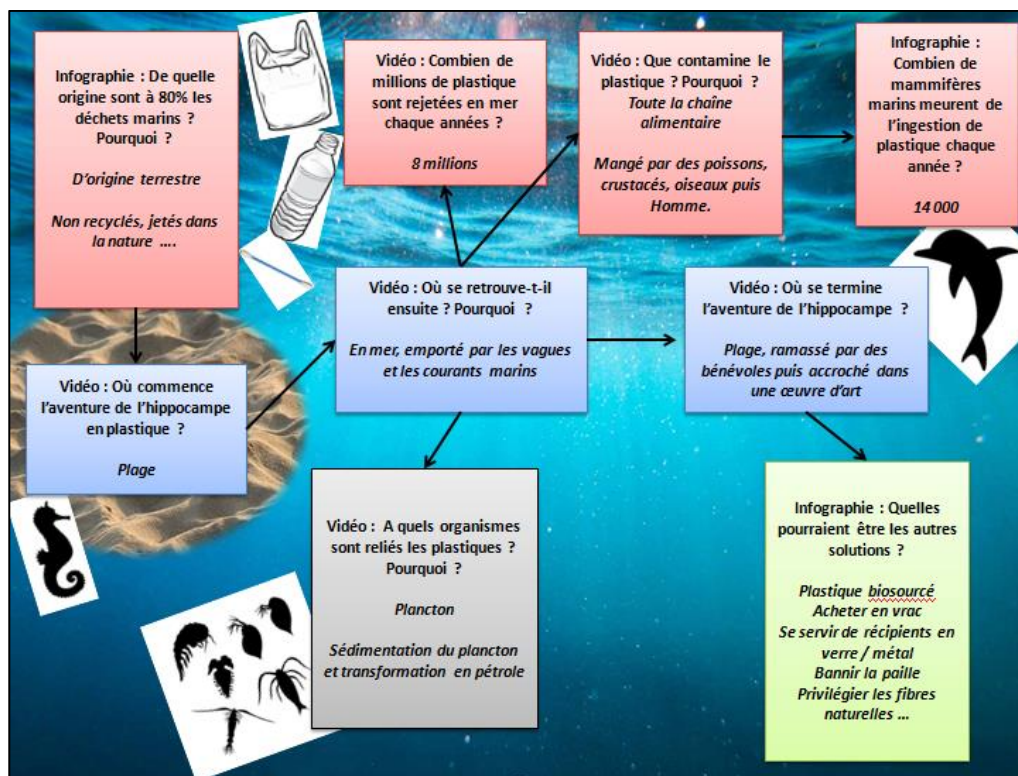 Infographie : De quelle
origine sont à 80% les
déchets marins ?
Pourquoi ?
D'origine terrestre
Non recyclés, jetés dans
la nature ....
Vidéo : Combien de
millions de plastique
sont rejetées en mer
chaque années ?
8 millions
Vidéo : Que contamine le
plastique ? Pourquoi ?
Toute la chaîne
alimentaire
Mangé par des poissons,
crustacés, oiseaux puis
Homme.
Infographie :
Combien de
mammifères
marins meurent de
l'ingestion de
plastique chaque
année ?
14 000
Vidéo : Où commence
l'aventure de l'hippocampe
en plastique ?
Plage
Vidéo : Où se retrouve-t-il
ensuite ? Pourquoi ?
En mer, emporté par les vagues
et les courants marins
Vidéo : Où se termine
l'aventure de l'hippocampe ?
Plage, ramassé par des
bénévoles puis accroché dans
une œuvre d'art
Vidéo : A quels organismes
sont reliés les plastiques ?
Pourquoi ?
Plancton
Sédimentation du plancton
et transformation en pétrole
Infographie : Quelles
pourraient être les autres
solutions ?
Plastique biosourcé
Acheter en vrac
Se servir de récipients en
verre / métal
Bannir la paille
Privilégier les fibres
naturelles ...